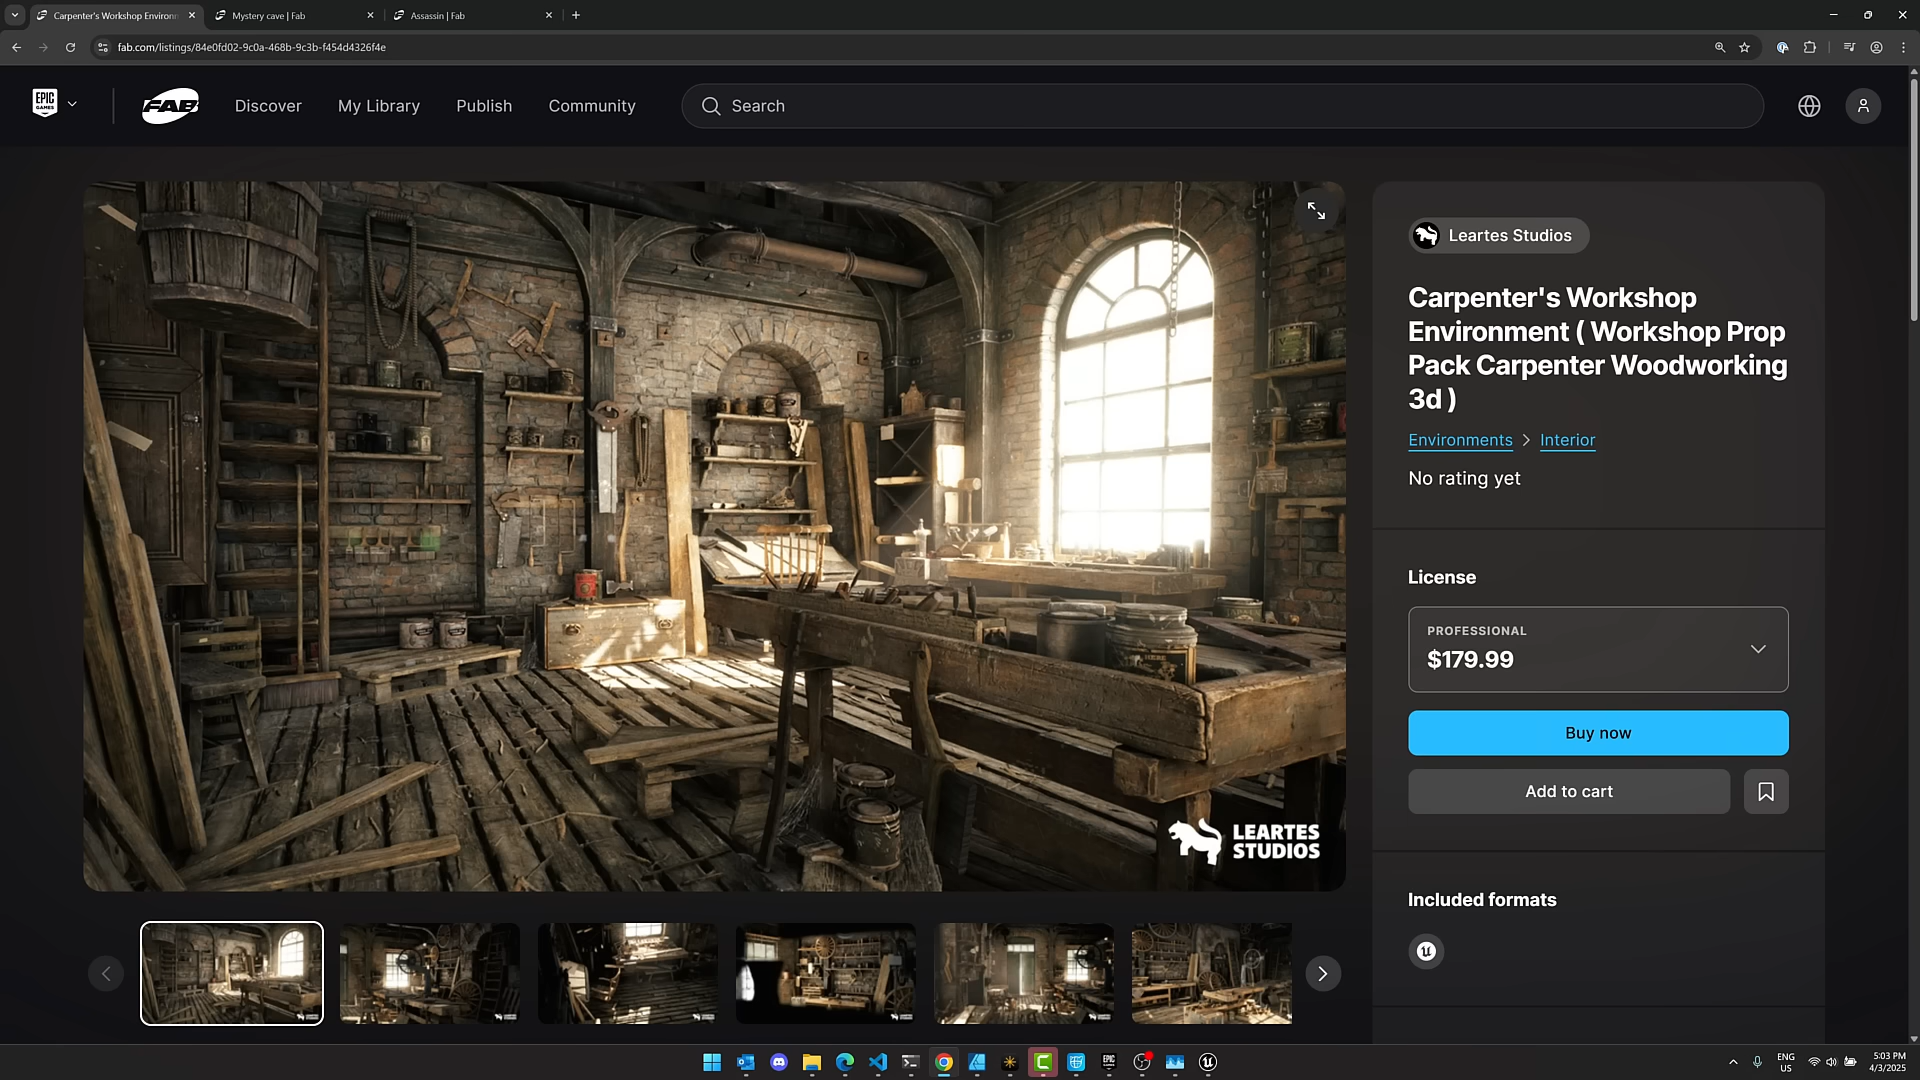 Carpenter's Workshop Environ
Mystery cave | Fab
Assassin | Fab
fab.com/listings/84e0fd02-9c0a-468b-9c3b-f454d4326f4e
EPIC
GAMES
FAB
Discover
My Library
Publish
Community
Search
Leartes Studios
Carpenter's Workshop
Environment ( Workshop Prop
Pack Carpenter Woodworking
3d )
Environments > Interior
No rating yet
License
PROFESSIONAL
$179.99
Buy now
Add to cart
LEARTES
STUDIOS
Included formats
ENG
US
5:03 PM
4/3/2025